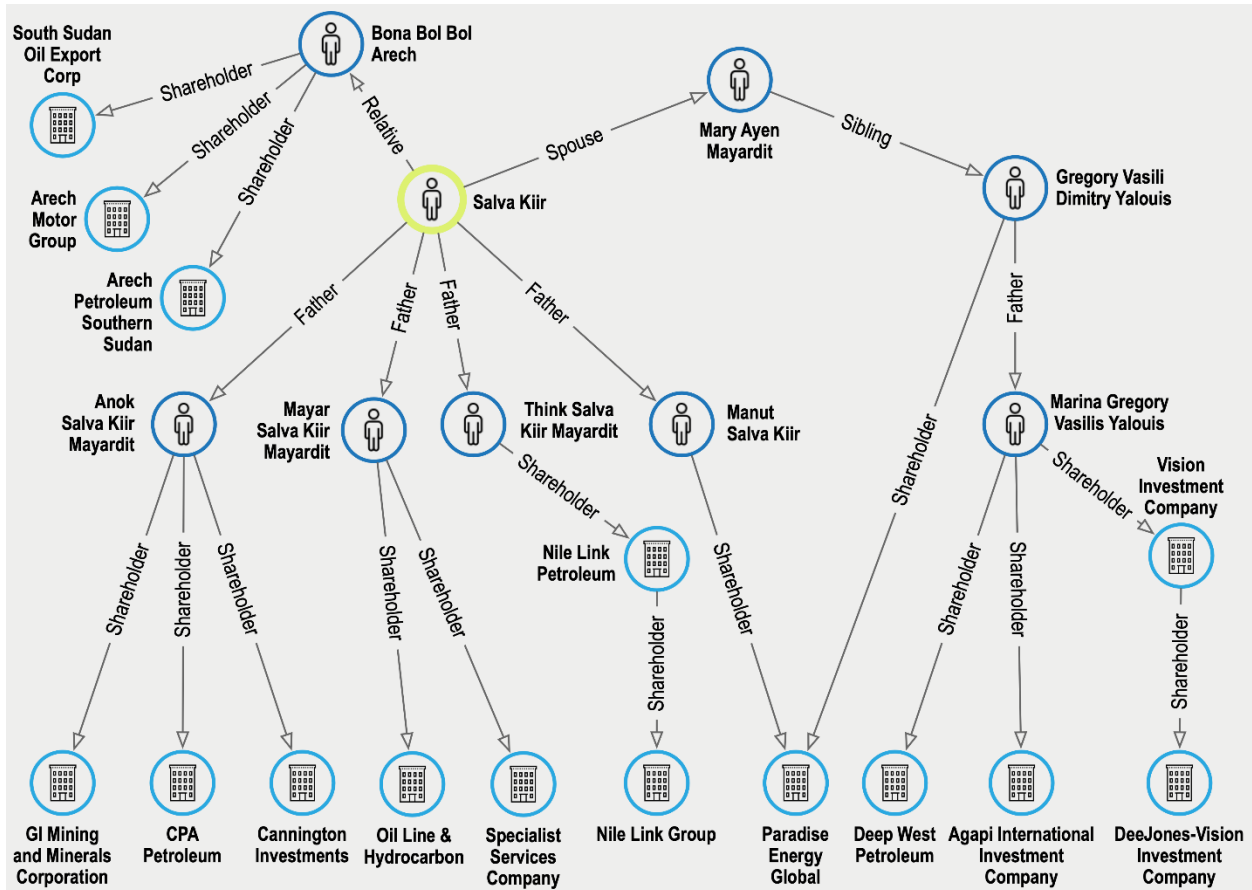 South Sudan
Oil Export
Corp
Bona Bol Bol
Arech
Shareholder
Shareholder
Shareholder
Relative
Spouse
Mary Ayen
Mayardit
Sibling
Gregory Vasili
Dimitry Yalouis
Arech
Motor
Group
Salva Kiir
Arech
Petroleum
Southern
Sudan
Father
Father
Father
Father
Father
Shareholder
Anok
Salva Kiir
Mayardit
Mayar
Salva Kiir
Mayardit
Think Salva
Kiir Mayardit
Manut
Salva Kiir
Marina Gregory
Vasilis Yalouis
Shareholder
Shareholder
Vision
Investment
Company
Nile Link
Petroleum
Shareholder
Shareholder
Shareholder
Shareholder
Shareholder
Shareholder
Shareholder
Shareholder
Shareholder
Shareholder
GI Mining
and Minerals
Corporation
CPA
Petroleum
Cannington
Investments
Oil Line &
Hydrocarbon
Specialist
Services
Company
Nile Link Group
Paradise
Energy
Global
Deep West
Petroleum
Agapi International
Investment
Company
DeeJones-Vision
Investment
Company